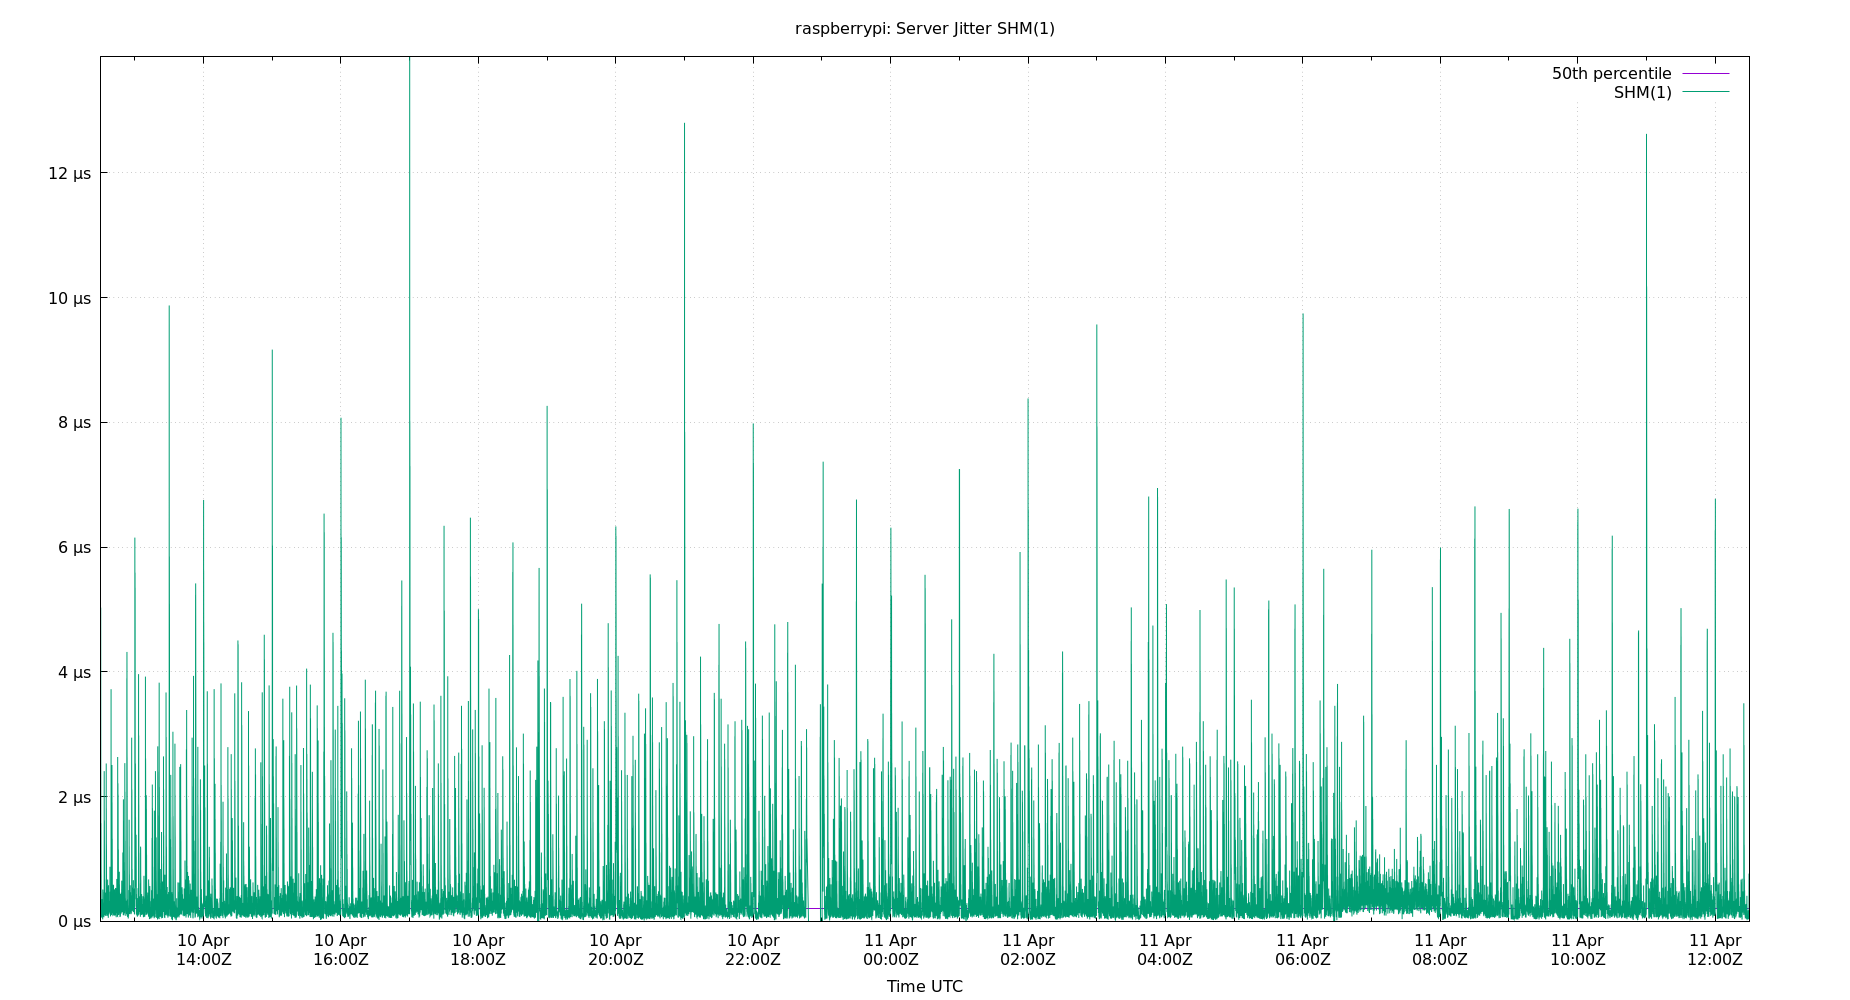 raspberrypi: Server Jitter SHM(1)
50th percentile
SHM(1)
12 µs
10 µs
8 µs
6 µs
4 µs
2 µs
0 µs
10 Apr 10 Apr 10 Apr 10 Apr 10 Apr 11 Apr 11 Apr 11 Apr 11 Apr 11 Apr 11 Apr 11 Apr
14:00Z 16:00Z 18:00Z 20:00Z 22:00Z 00:00Z 02:00Z 04:00Z 06:00Z 08:00Z 10:00Z 12:00Z
Time UTC